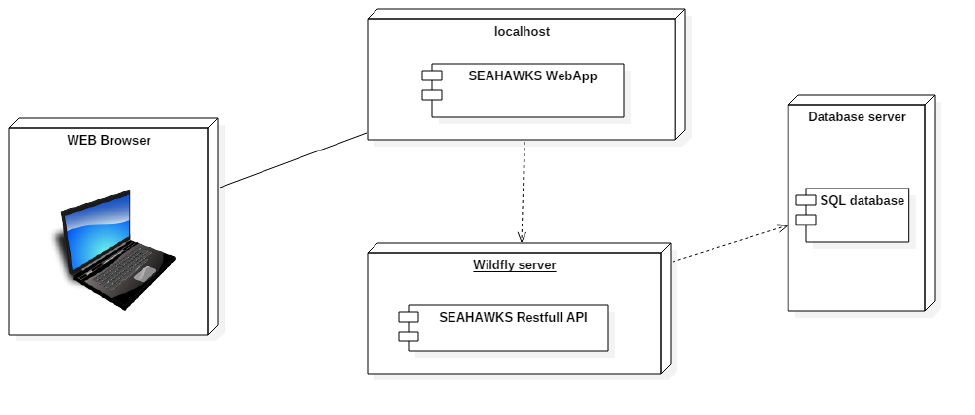 localhost
SEAHAWKS WebApp
WEB Browser
Database server
SQL database
Wildfly server
SEAHAWKS Restfull API